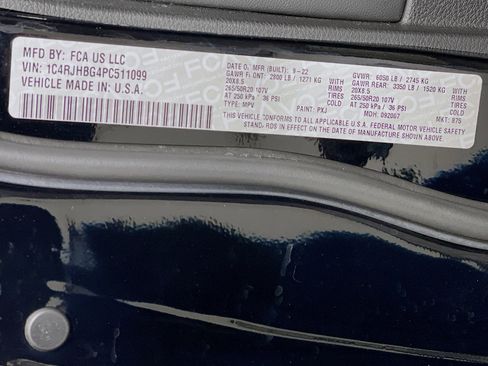 MFD BY: FCA US LLC
VIN: 1C4RJHBG4PC511099
VEHICLE MADE IN: U.S.A.
DATE OF MFR (BUILT): 9-22 GVWR: 6050 LB / 2745 KG
GAWR FRONT: 2800 LB / 1271 KG GAWR REAR: 3350 LB / 1520 KG
WITH TIRES RIMS AT WITH TIRES RIMS AT
20X8.5 20X8.5
265/50R20 107V 265/50R20 107V
AT 250 kPa / 36 PSI AT 250 kPa / 36 PSI
TYPE: MPV PAINT: PXJ MDH: 092007 MKT: 875
THIS VEHICLE CONFORMS TO ALL APPLICABLE U.S.A. FEDERAL MOTOR VEHICLE SAFETY
STANDARDS IN EFFECT ON THE DATE OF MANUFACTURE SHOWN ABOVE.